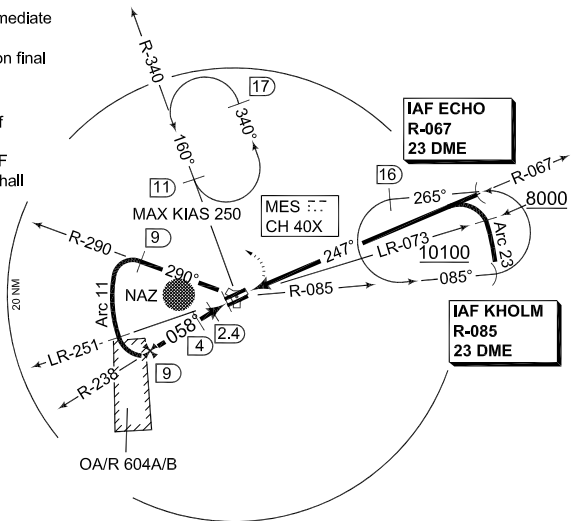 mediate
on final
f
F
hall
R-340
17
340°
160°
11
MAX KIAS 250
IAF ECHO
R-067
23 DME
16
265°
R-067
8000
MES
CH 40X
247°
LR-073
10100
Arc 23
085°
R-085
R-290
9
290°
NAZ
20 NM
Arc 11
058°
2.4
4
LR-251
R-238
9
IAF KHOLM
R-085
23 DME
OA/R 604A/B